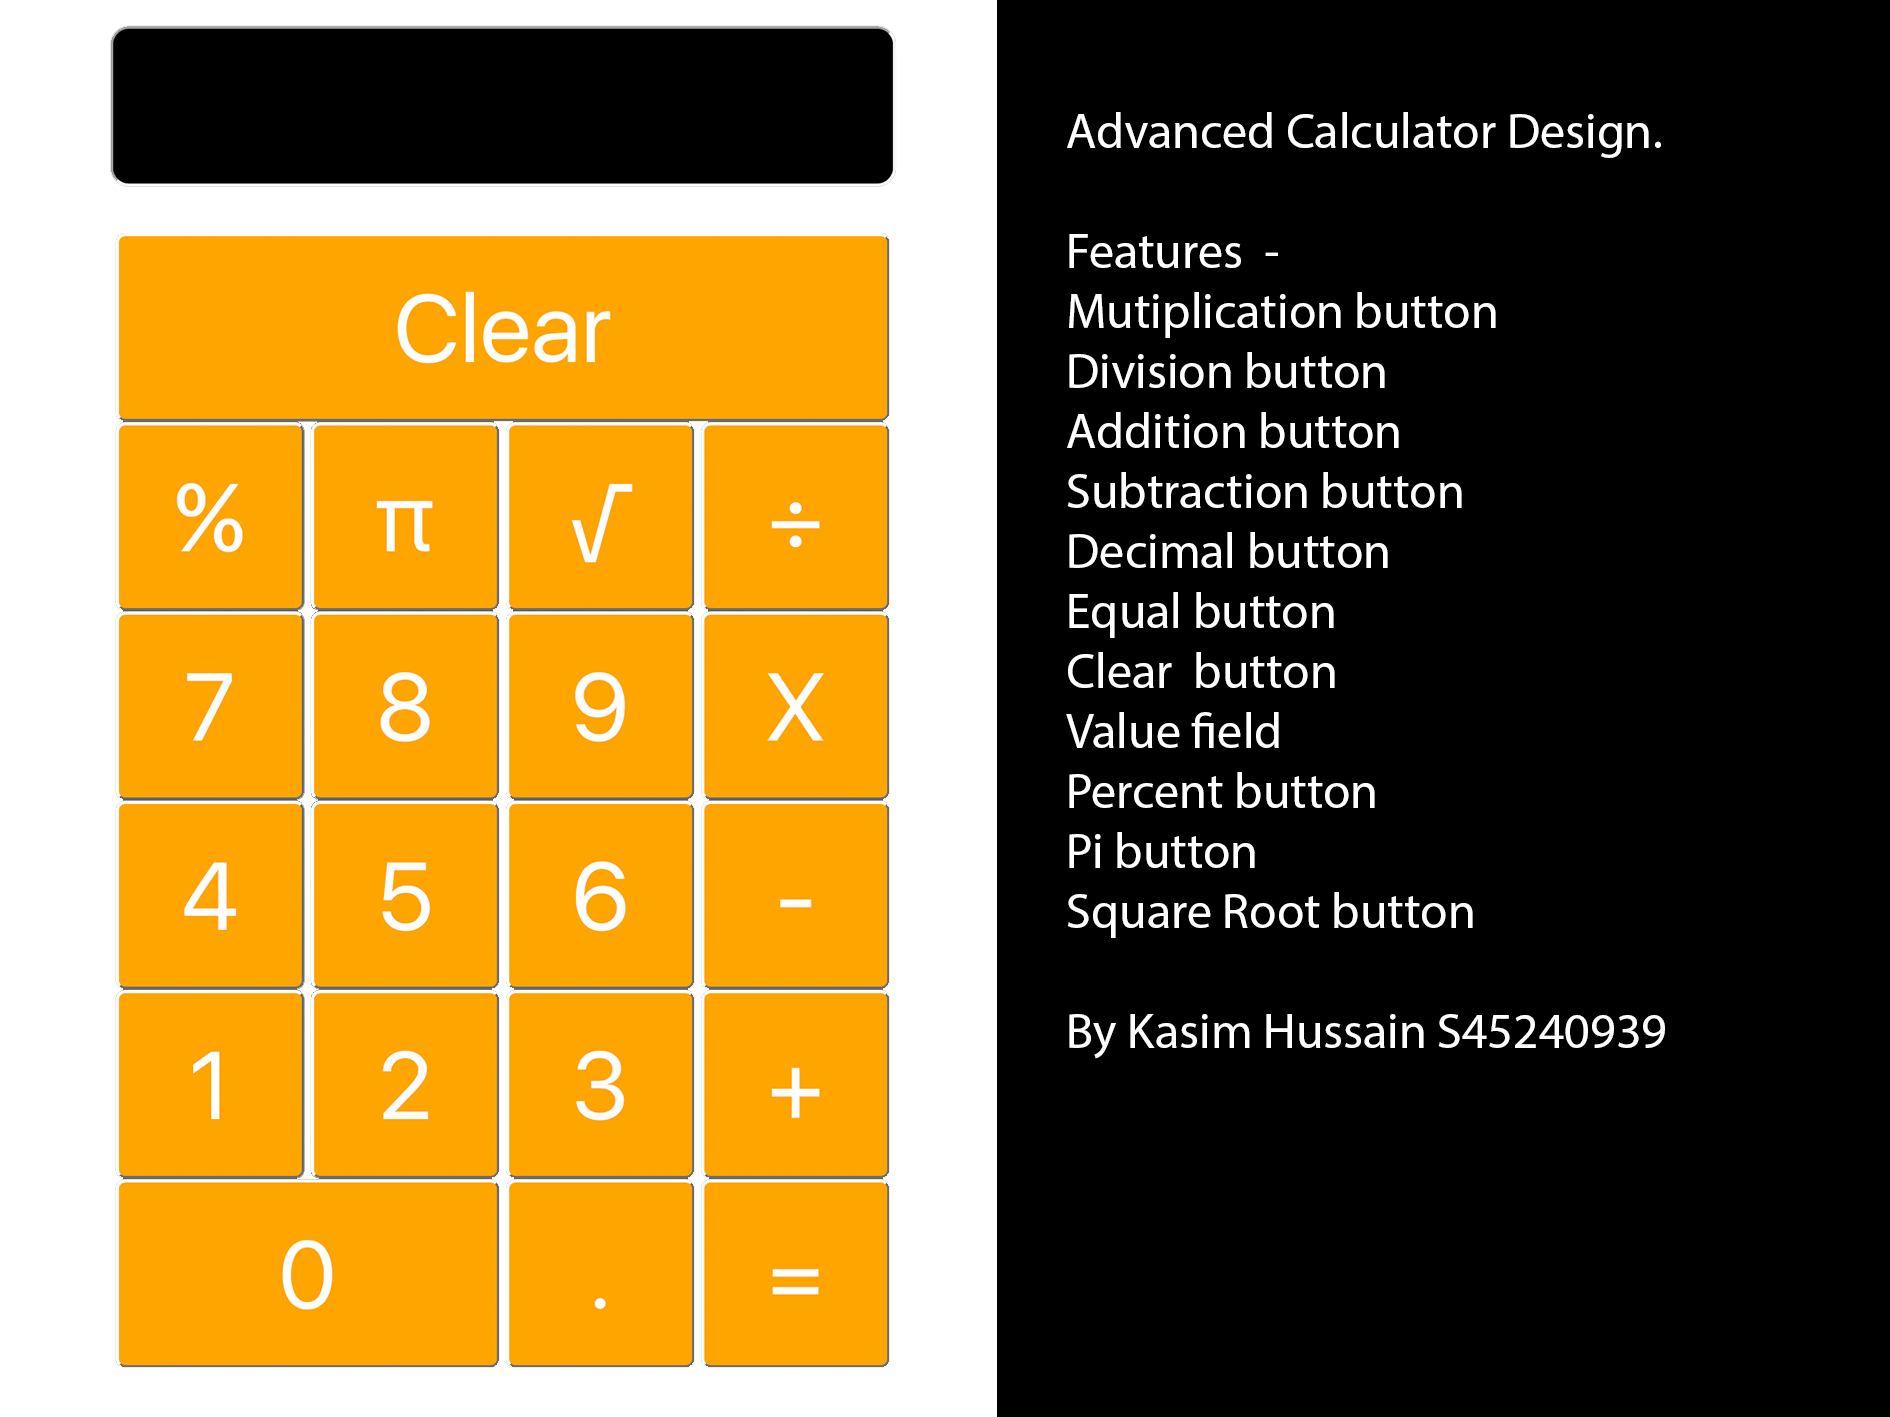 Clear
% π √ ÷
7 8 9 X
4 5 6 -
1 2 3 +
0 . =
Advanced Calculator Design.
Features  -
Mutiplication button
Division button
Addition button
Subtraction button
Decimal button
Equal button
Clear  button
Value field
Percent button
Pi button
Square Root button
By Kasim Hussain S45240939